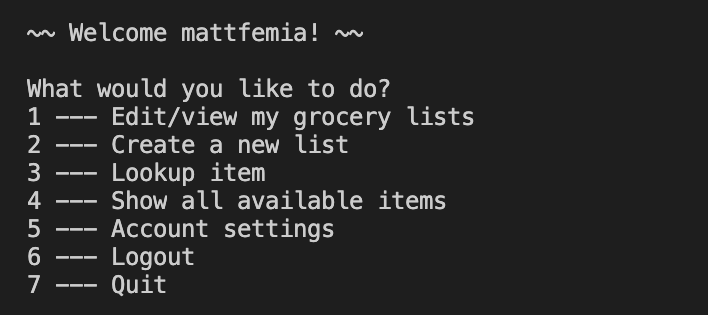 ~~ Welcome mattfemia! ~~
What would you like to do?
1 --- Edit/view my grocery lists
2 --- Create a new list
3 --- Lookup item
4 --- Show all available items
5 --- Account settings
6 --- Logout
7 --- Quit